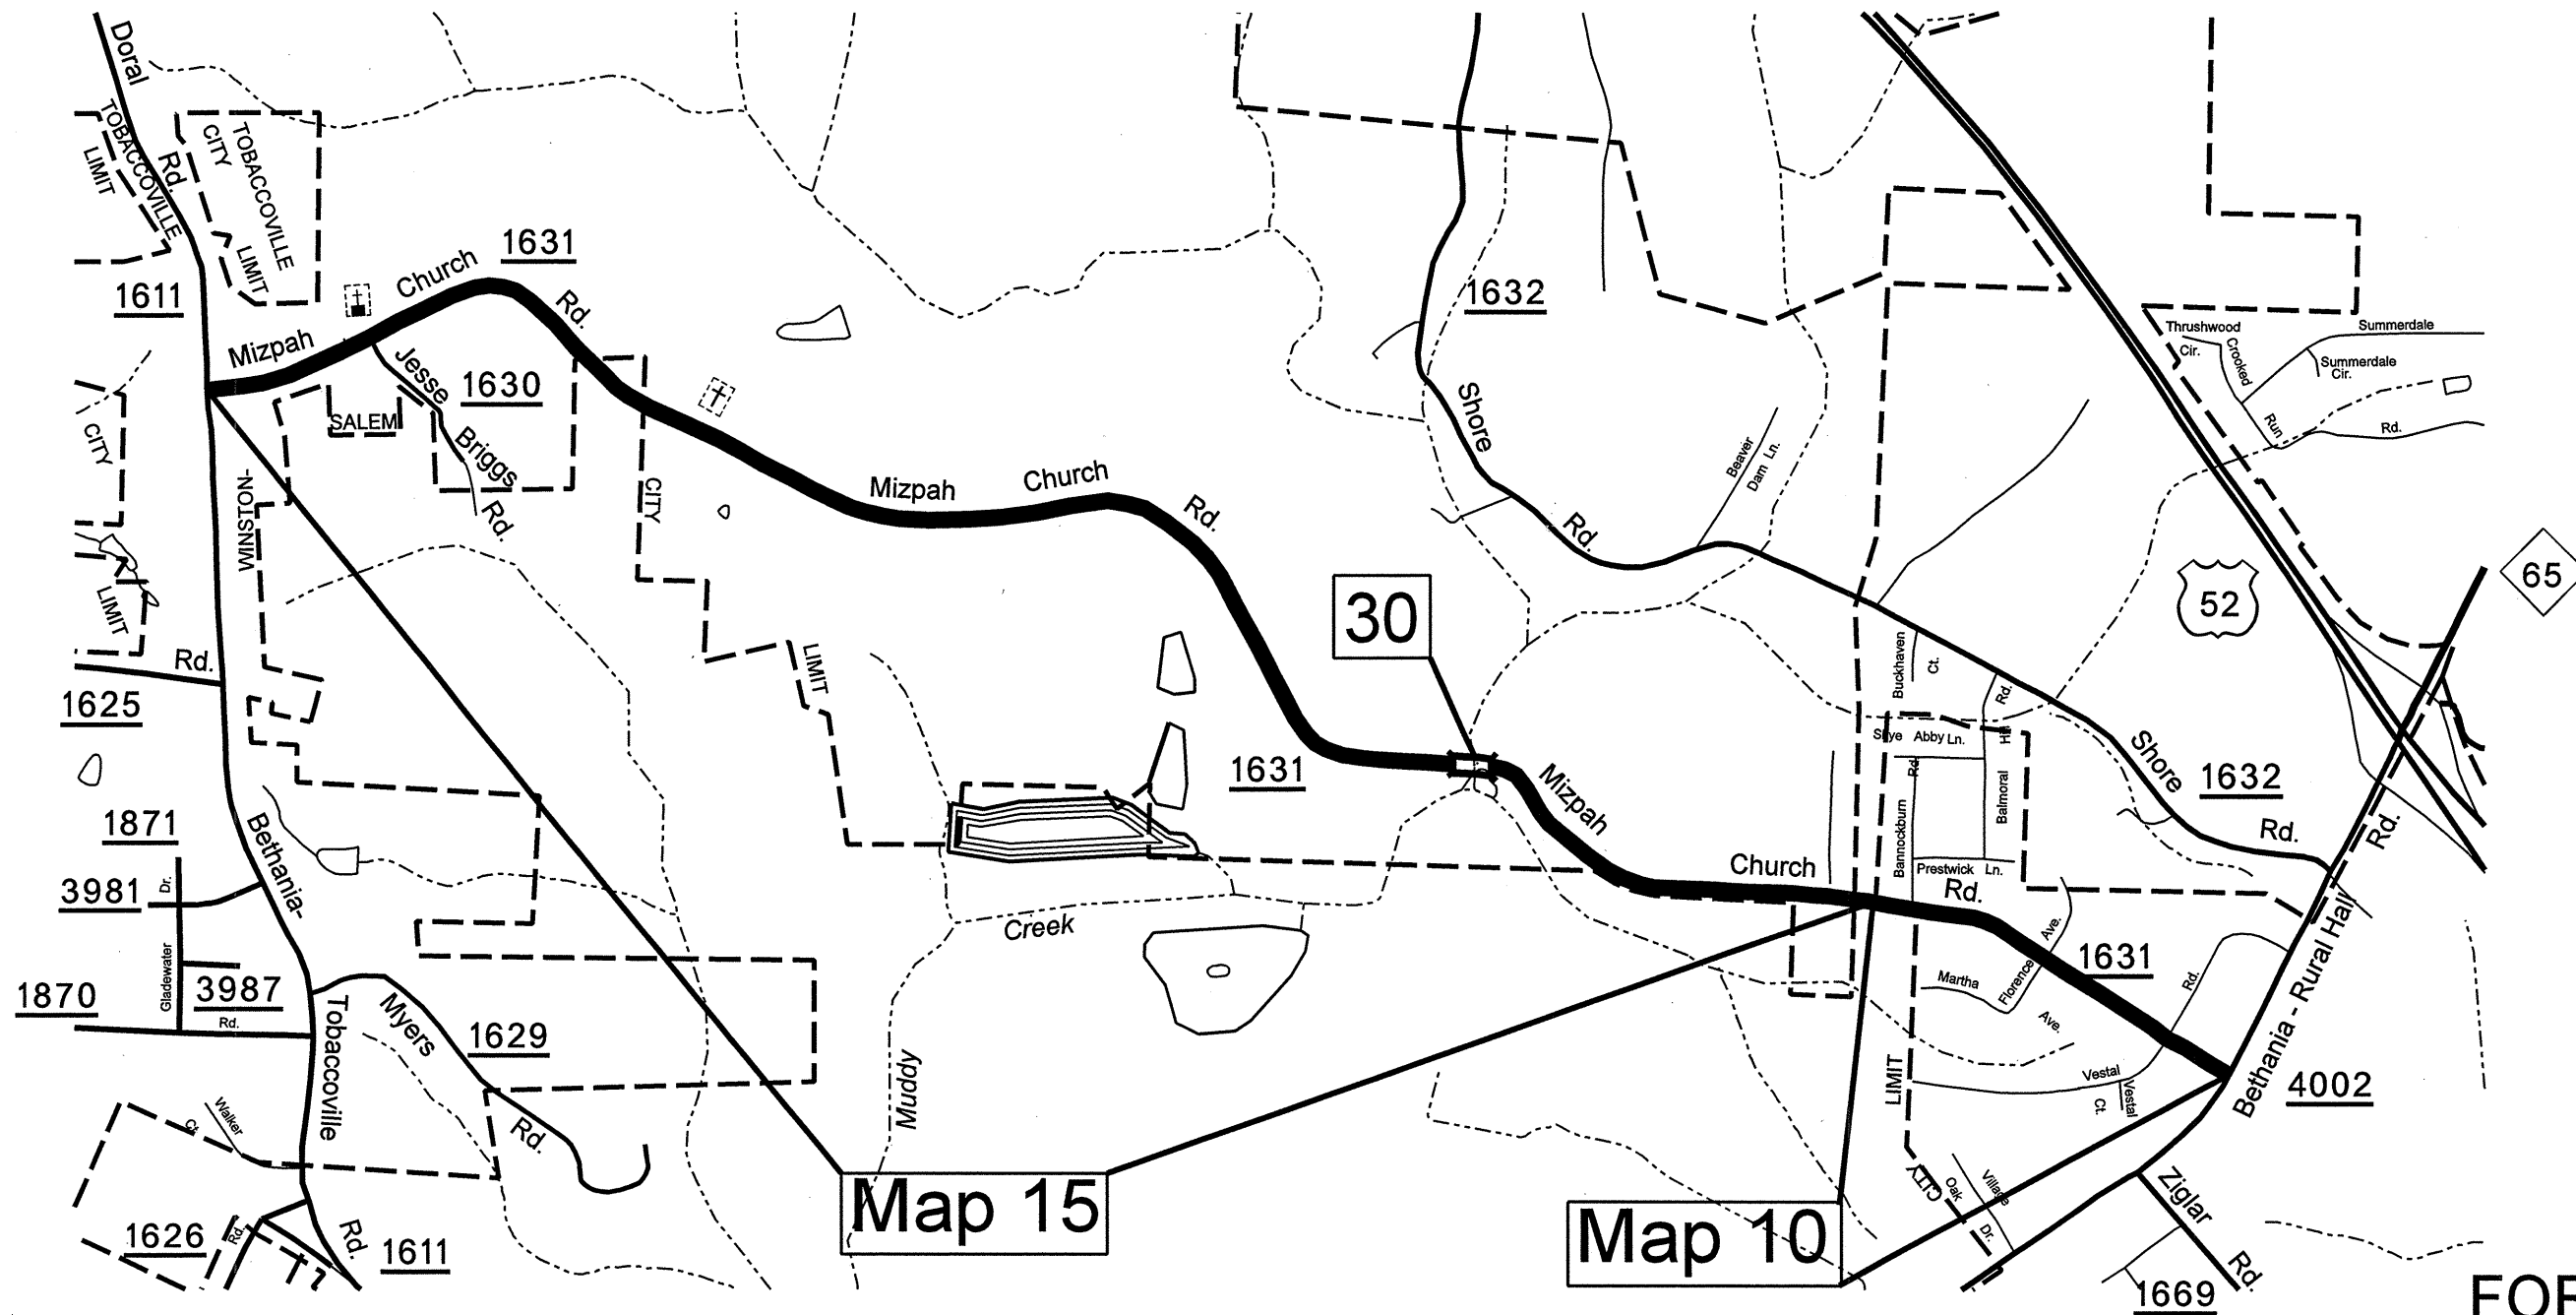 Doral
Rd.
TOBACCOVILLE
LIMIT
CITY
TOBACCOVILLE
LIMIT
1611
Mizpah
Church
1631
Rd.
Jesse
1630
Briggs
Rd.
SALEM
WINSTON-
CITY
LIMIT
CITY
LIMIT
Rd.
1625
1871
3981
Dr.
Gladewater
1870
3987
Rd.
Bethania-
Tobaccoville
Rd.
1611
Myers
1629
Rd.
Walker
Ct.
1626
Rd.
Mizpah
Church
Rd.
1631
30
Muddy
Creek
Map 15
Map 10
1632
Shore
Rd.
Beaver
Dam Ln.
Buckhaven
Ct.
Rd.
Hill
Balmoral
Skye
Abby Ln.
Rd.
Bannockburn
Prestwick Ln.
Mizpah
Church
Rd.
1631
Shore
1632
Rd.
Martha
Florence
Ave.
Ave.
Rd.
Vestal
Vestal
Ct.
LIMIT
CITY
Oak
Village
Dr.
Bethania - Rural Hall
Rd.
4002
Ziglar
Rd.
1669
52
65
Thrushwood
Cir.
Crooked
Run
Rd.
Summerdale
Summerdale
Cir.
FOR